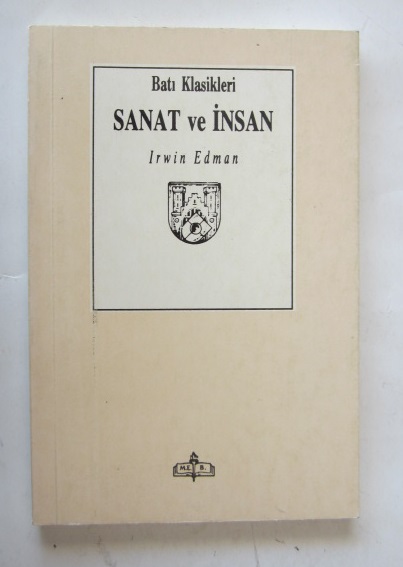 Batı Klasikleri
SANAT ve İNSAN
Irwin Edman
M.E. B.